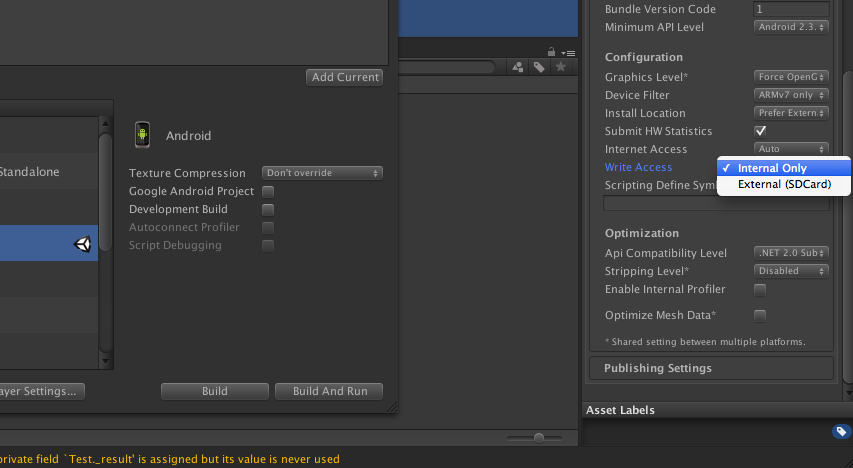 Add Current
Standalone
Android
Texture Compression Don't override
Google Android Project
Development Build
Autoconnect Profiler
Script Debugging
ayer Settings...
Build
Build And Run
private field `Test._result' is assigned but its value is never used
Bundle Version Code 1
Minimum API Level Android 2.3.
Configuration
Graphics Level* Force OpenG
Device Filter ARMv7 only
Install Location Prefer Extern
Submit HW Statistics
Internet Access Auto
Write Access
Internal Only
External (SDCard)
Scripting Define Sym
Optimization
Api Compatibility Level .NET 2.0 Sub
Stripping Level* Disabled
Enable Internal Profiler
Optimize Mesh Data*
* Shared setting between multiple platforms.
Publishing Settings
Asset Labels